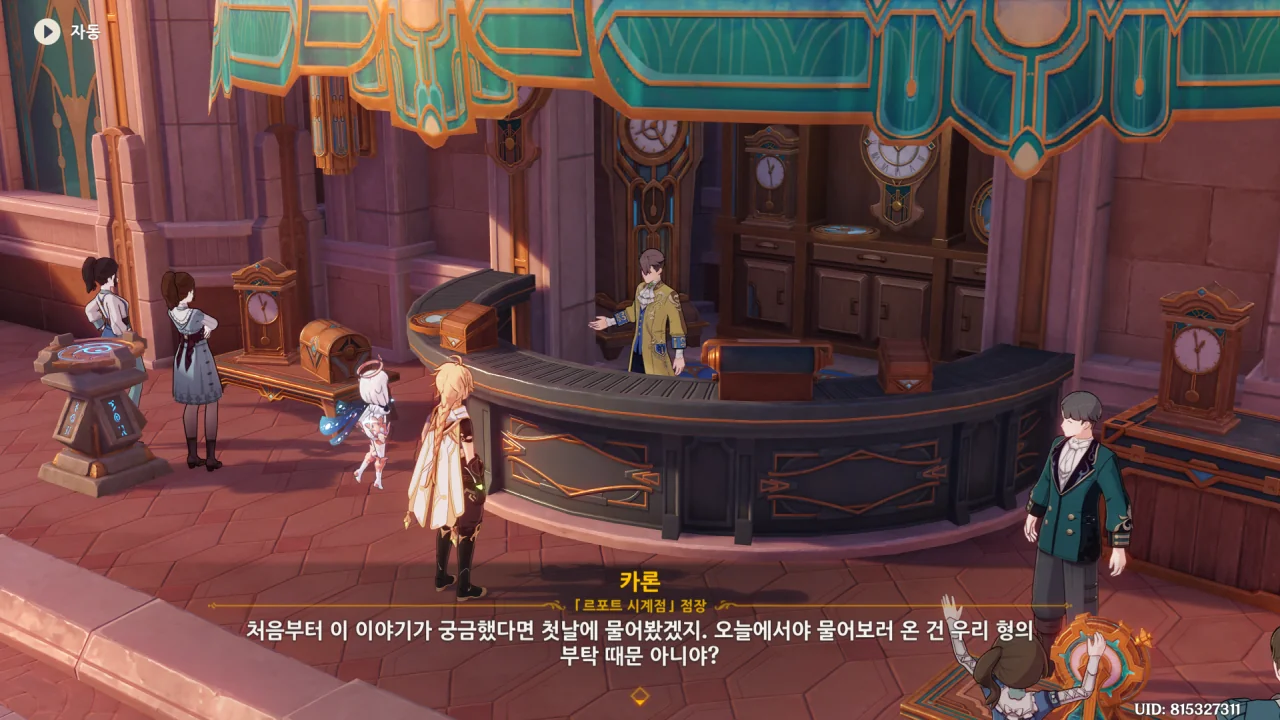 자동
카론
「르포트 시계점」 점장
처음부터 이 이야기가 궁금했다면 첫날에 물어봤겠지. 오늘에서야 물어보러 온 건 우리 형의
부탁 때문 아니야?
UID: 815327311